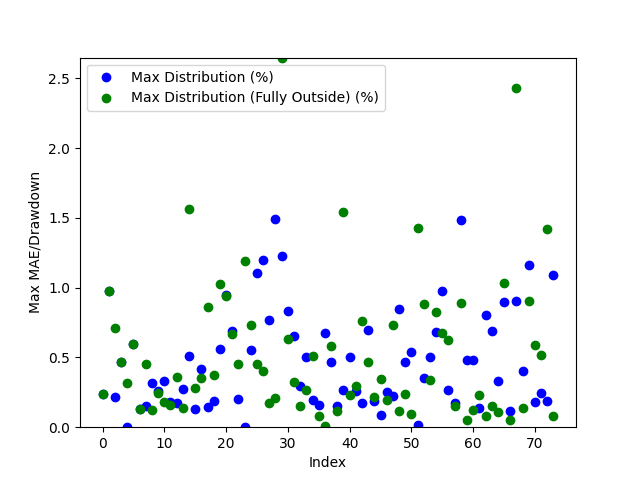 Max Distribution (%)
Max Distribution (Fully Outside) (%)
Max MAE/Drawdown
2.5
2.0
1.5
1.0
0.5
0.0
0 10 20 30 40 50 60 70
Index